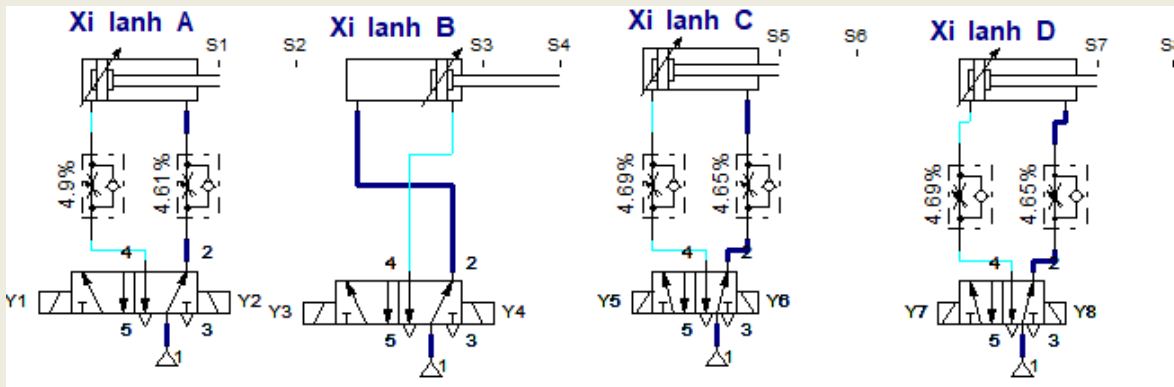 Xi lanh A
S1
S2
Xi lanh B
S3
S4
Xi lanh C
S5
S6
Xi lanh D
S7
4.9%
4.61%
4.69%
4.65%
4.69%
4.65%
4 2
4 2
4 2
4 2
Y1 Y2
Y3 Y4
Y5 Y6
Y7 Y8
5 3
5 3
5 3
5 3
1
1
1
1